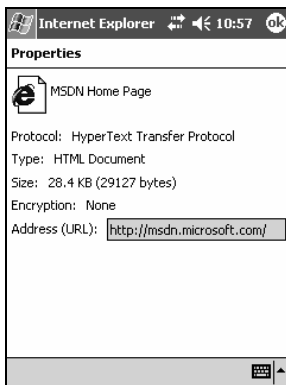 Internet Explorer 10:57 ok
Properties
MSDN Home Page
Protocol: HyperText Transfer Protocol
Type: HTML Document
Size: 28.4 KB (29127 bytes)
Encryption: None
Address (URL): http://msdn.microsoft.com/